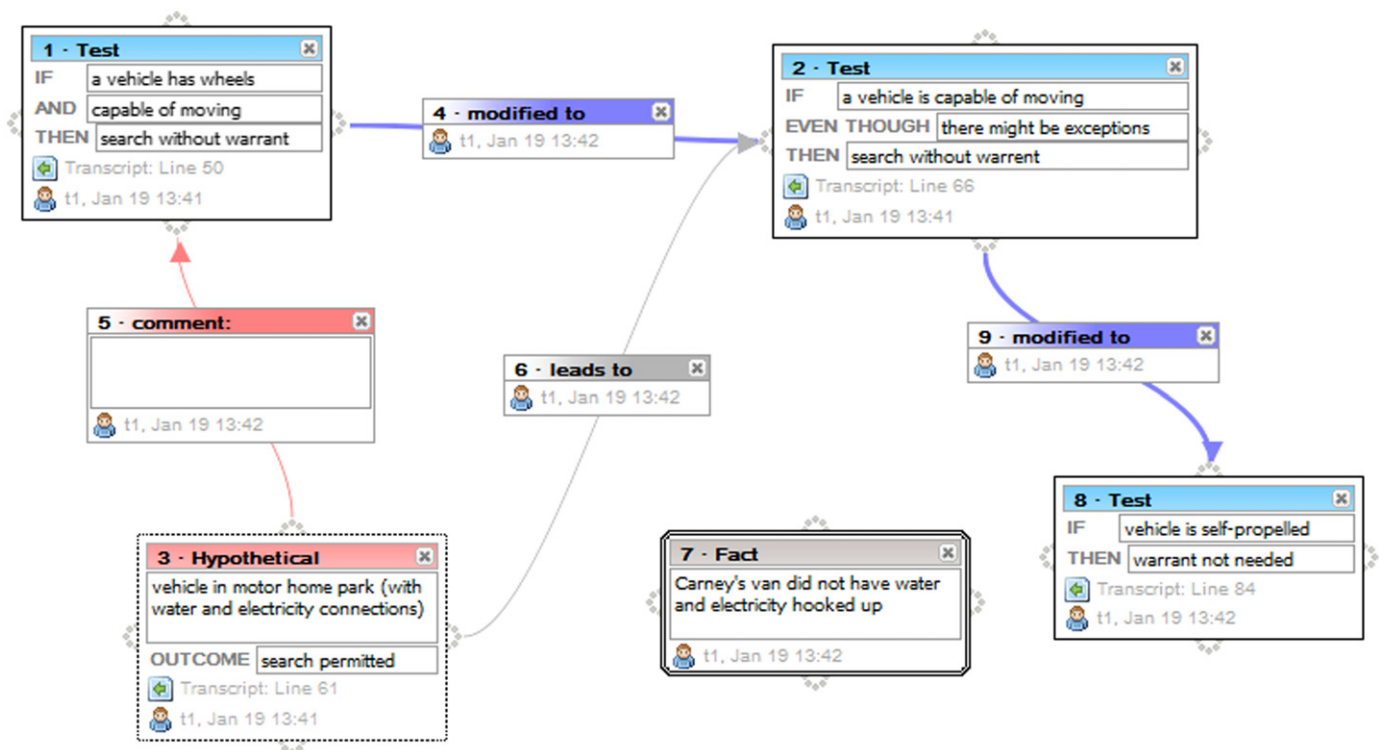 1 - Test
IF a vehicle has wheels
AND capable of moving
THEN search without warrant
Transcript: Line 50
t1, Jan 19 13:41
4 - modified to
t1, Jan 19 13:42
2 - Test
IF a vehicle is capable of moving
EVEN THOUGH there might be exceptions
THEN search without warrent
Transcript: Line 66
t1, Jan 19 13:41
5 - comment:
t1, Jan 19 13:42
6 - leads to
t1, Jan 19 13:42
9 - modified to
t1, Jan 19 13:42
3 - Hypothetical
vehicle in motor home park (with
water and electricity connections)
OUTCOME search permitted
Transcript: Line 61
t1, Jan 19 13:41
7 - Fact
Carney's van did not have water
and electricity hooked up
t1, Jan 19 13:42
8 - Test
IF vehicle is self-propelled
THEN warrant not needed
Transcript: Line 84
t1, Jan 19 13:42